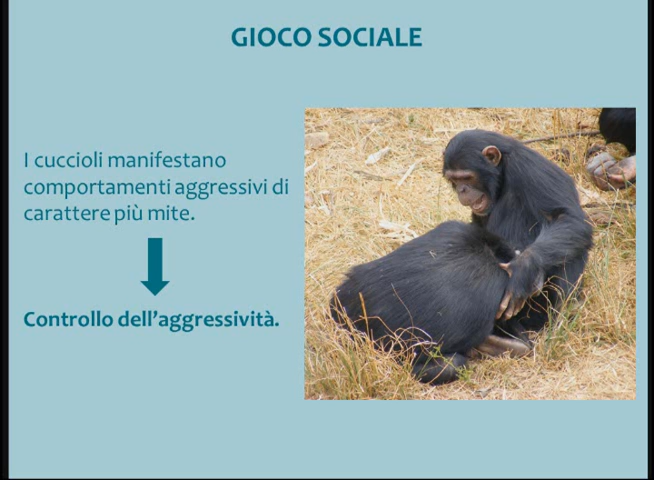 GIOCO SOCIALE
I cuccioli manifestano
comportamenti aggressivi di
carattere più mite.
Controllo dell’aggressività.